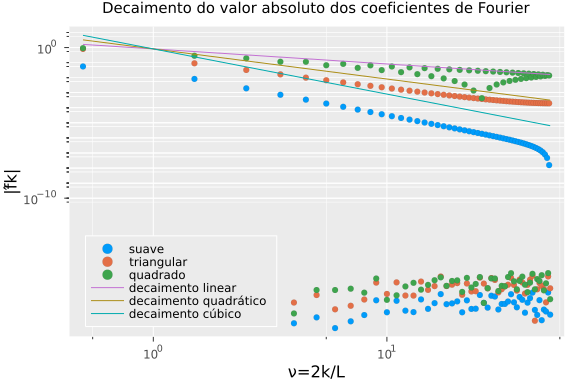 Decaimento do valor absoluto dos coeficientes de Fourier
|f̂k|
10⁰
10⁻¹⁰
suave
triangular
quadrado
decaimento linear
decaimento quadrático
decaimento cúbico
10⁰
10¹
ν=2k/L